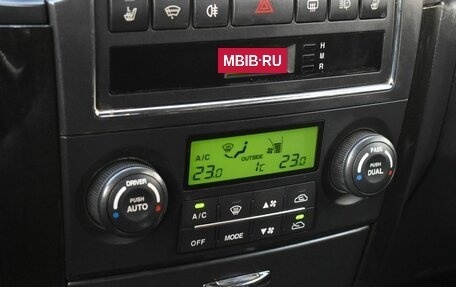 MBIB·RU
H
M
R
A/C
OUTSIDE
23.0
1c
23.0
DRIVER
PUSH
AUTO
PASS
PUSH
DUAL
A/C
OFF
MODE